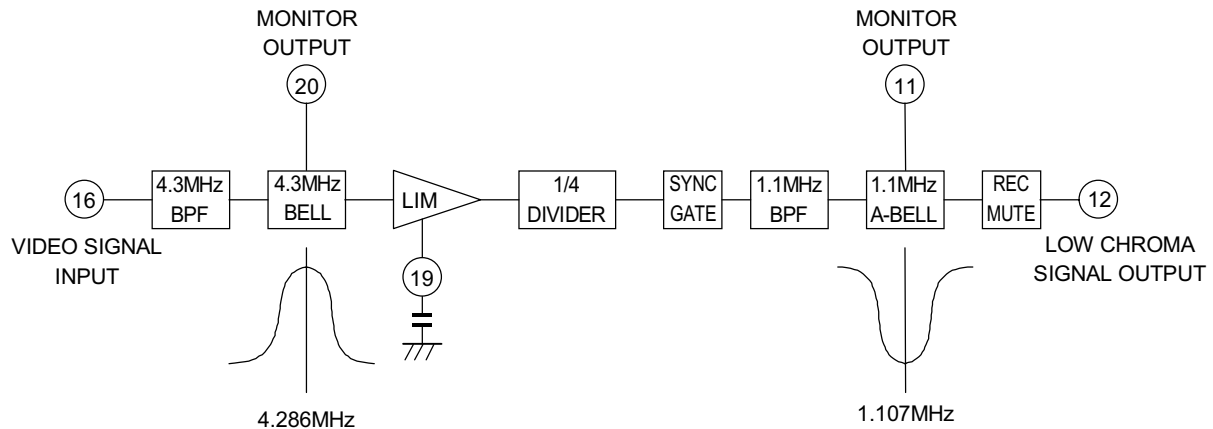 MONITOR
OUTPUT
20
MONITOR
OUTPUT
11
16
4.3MHz
BPF
4.3MHz
BELL
LIM
1/4
DIVIDER
SYNC
GATE
1.1MHz
BPF
1.1MHz
A-BELL
REC
MUTE
12
VIDEO SIGNAL
INPUT
19
LOW CHROMA
SIGNAL OUTPUT
4.286MHz
1.107MHz